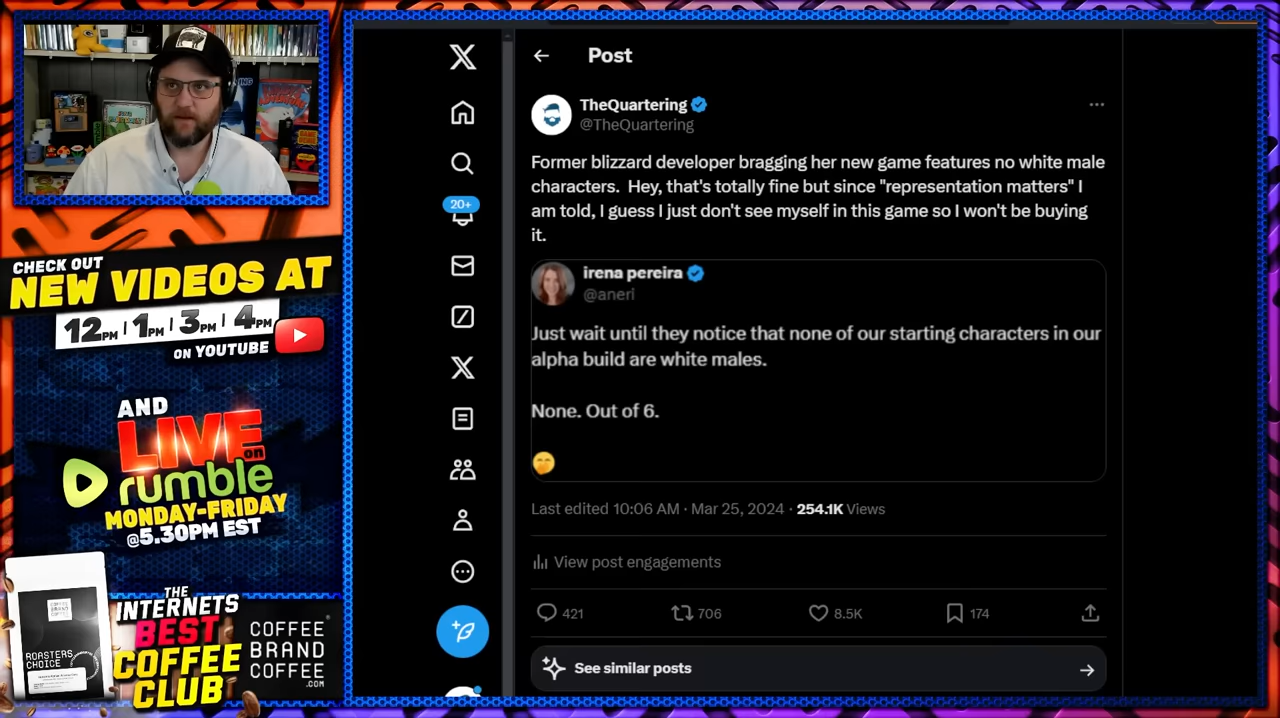 CHECK OUT
NEW VIDEOS AT
12PM | 1PM | 3PM | 4PM
ON YOUTUBE
AND
LIVE on
rumble
MONDAY-FRIDAY
@5.30PM EST
ROASTERS
CHOICE
THE
INTERNETS
BEST
COFFEE
CLUB
COFFEE
BRAND
COFFEE
.COM
20+
Post
TheQuartering
@TheQuartering
Former blizzard developer bragging her new game features no white male
characters. Hey, that's totally fine but since "representation matters" I
am told, I guess I just don't see myself in this game so I won't be buying
it.
irena pereira
@aneri
Just wait until they notice that none of our starting characters in our
alpha build are white males.
None. Out of 6.
Last edited 10:06 AM · Mar 25, 2024 · 254.1K Views
View post engagements
421 706 8.5K 174
See similar posts